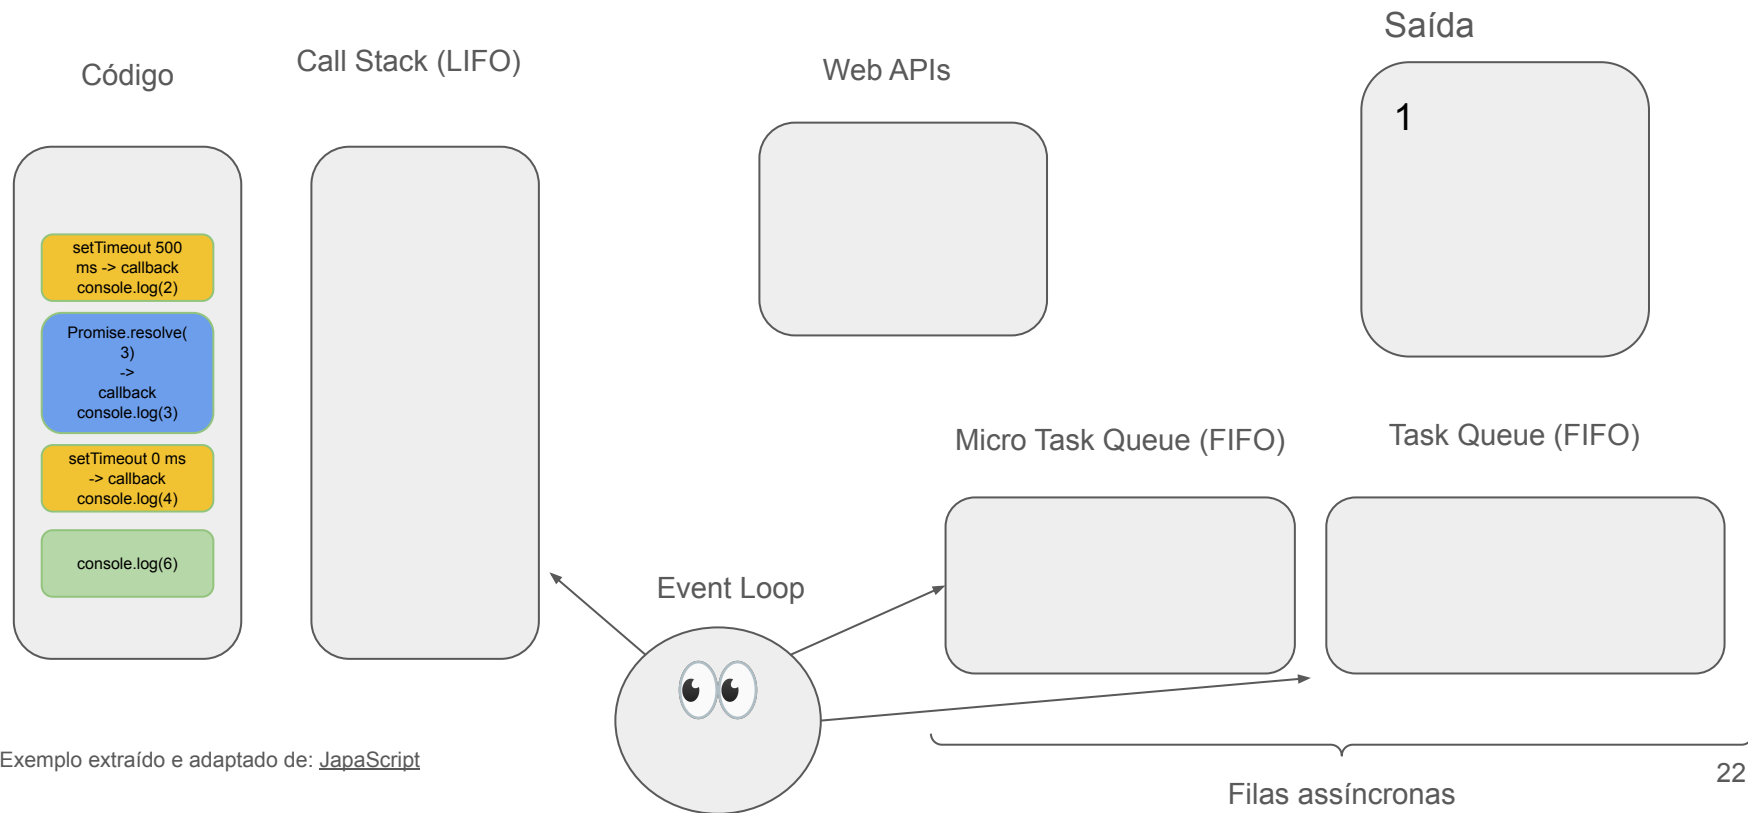 Código
Call Stack (LIFO)
Web APIs
Saída
1
setTimeout 500
ms -> callback
console.log(2)
Promise.resolve(
3)
->
callback
console.log(3)
setTimeout 0 ms
-> callback
console.log(4)
console.log(6)
Micro Task Queue (FIFO)
Task Queue (FIFO)
Event Loop
Filas assíncronas
Exemplo extraído e adaptado de: JapaScript
22